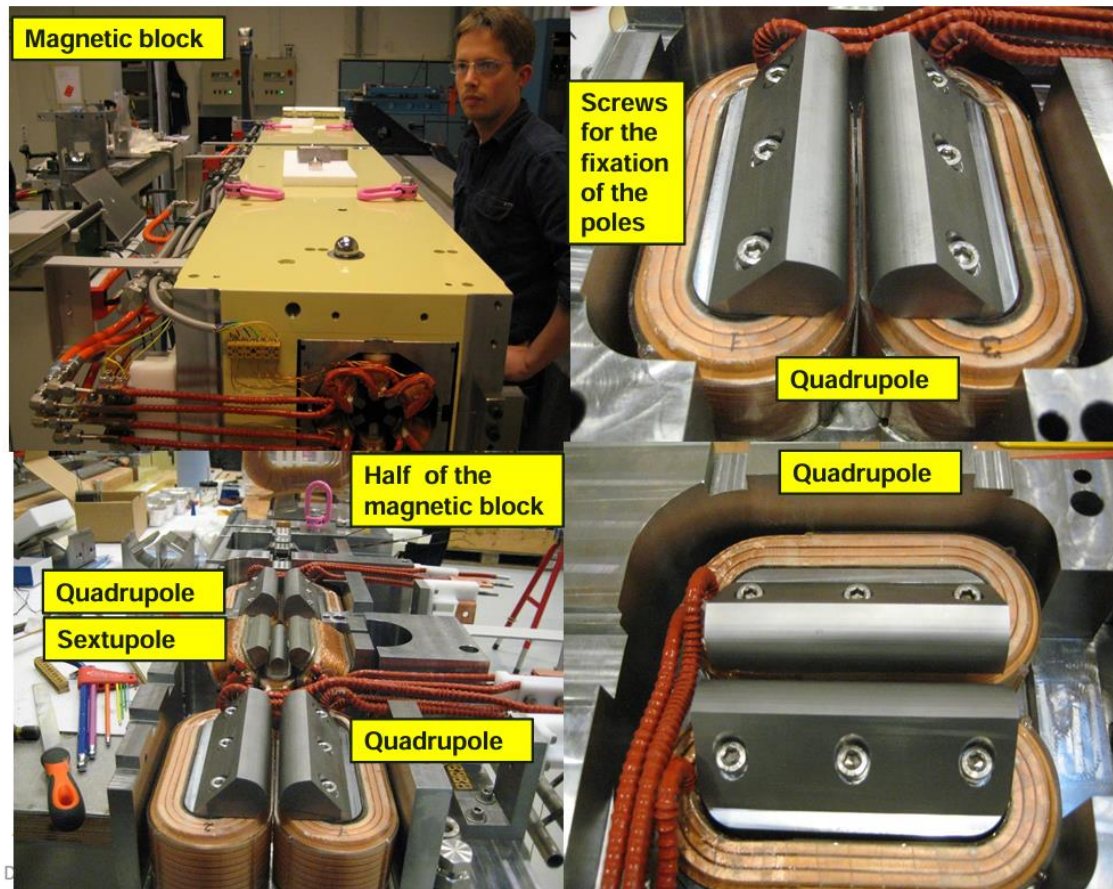 Magnetic block
Screws
for the
fixation
of the
poles
Quadrupole
Half of the
magnetic block
Quadrupole
Sextupole
Quadrupole
Quadrupole
D